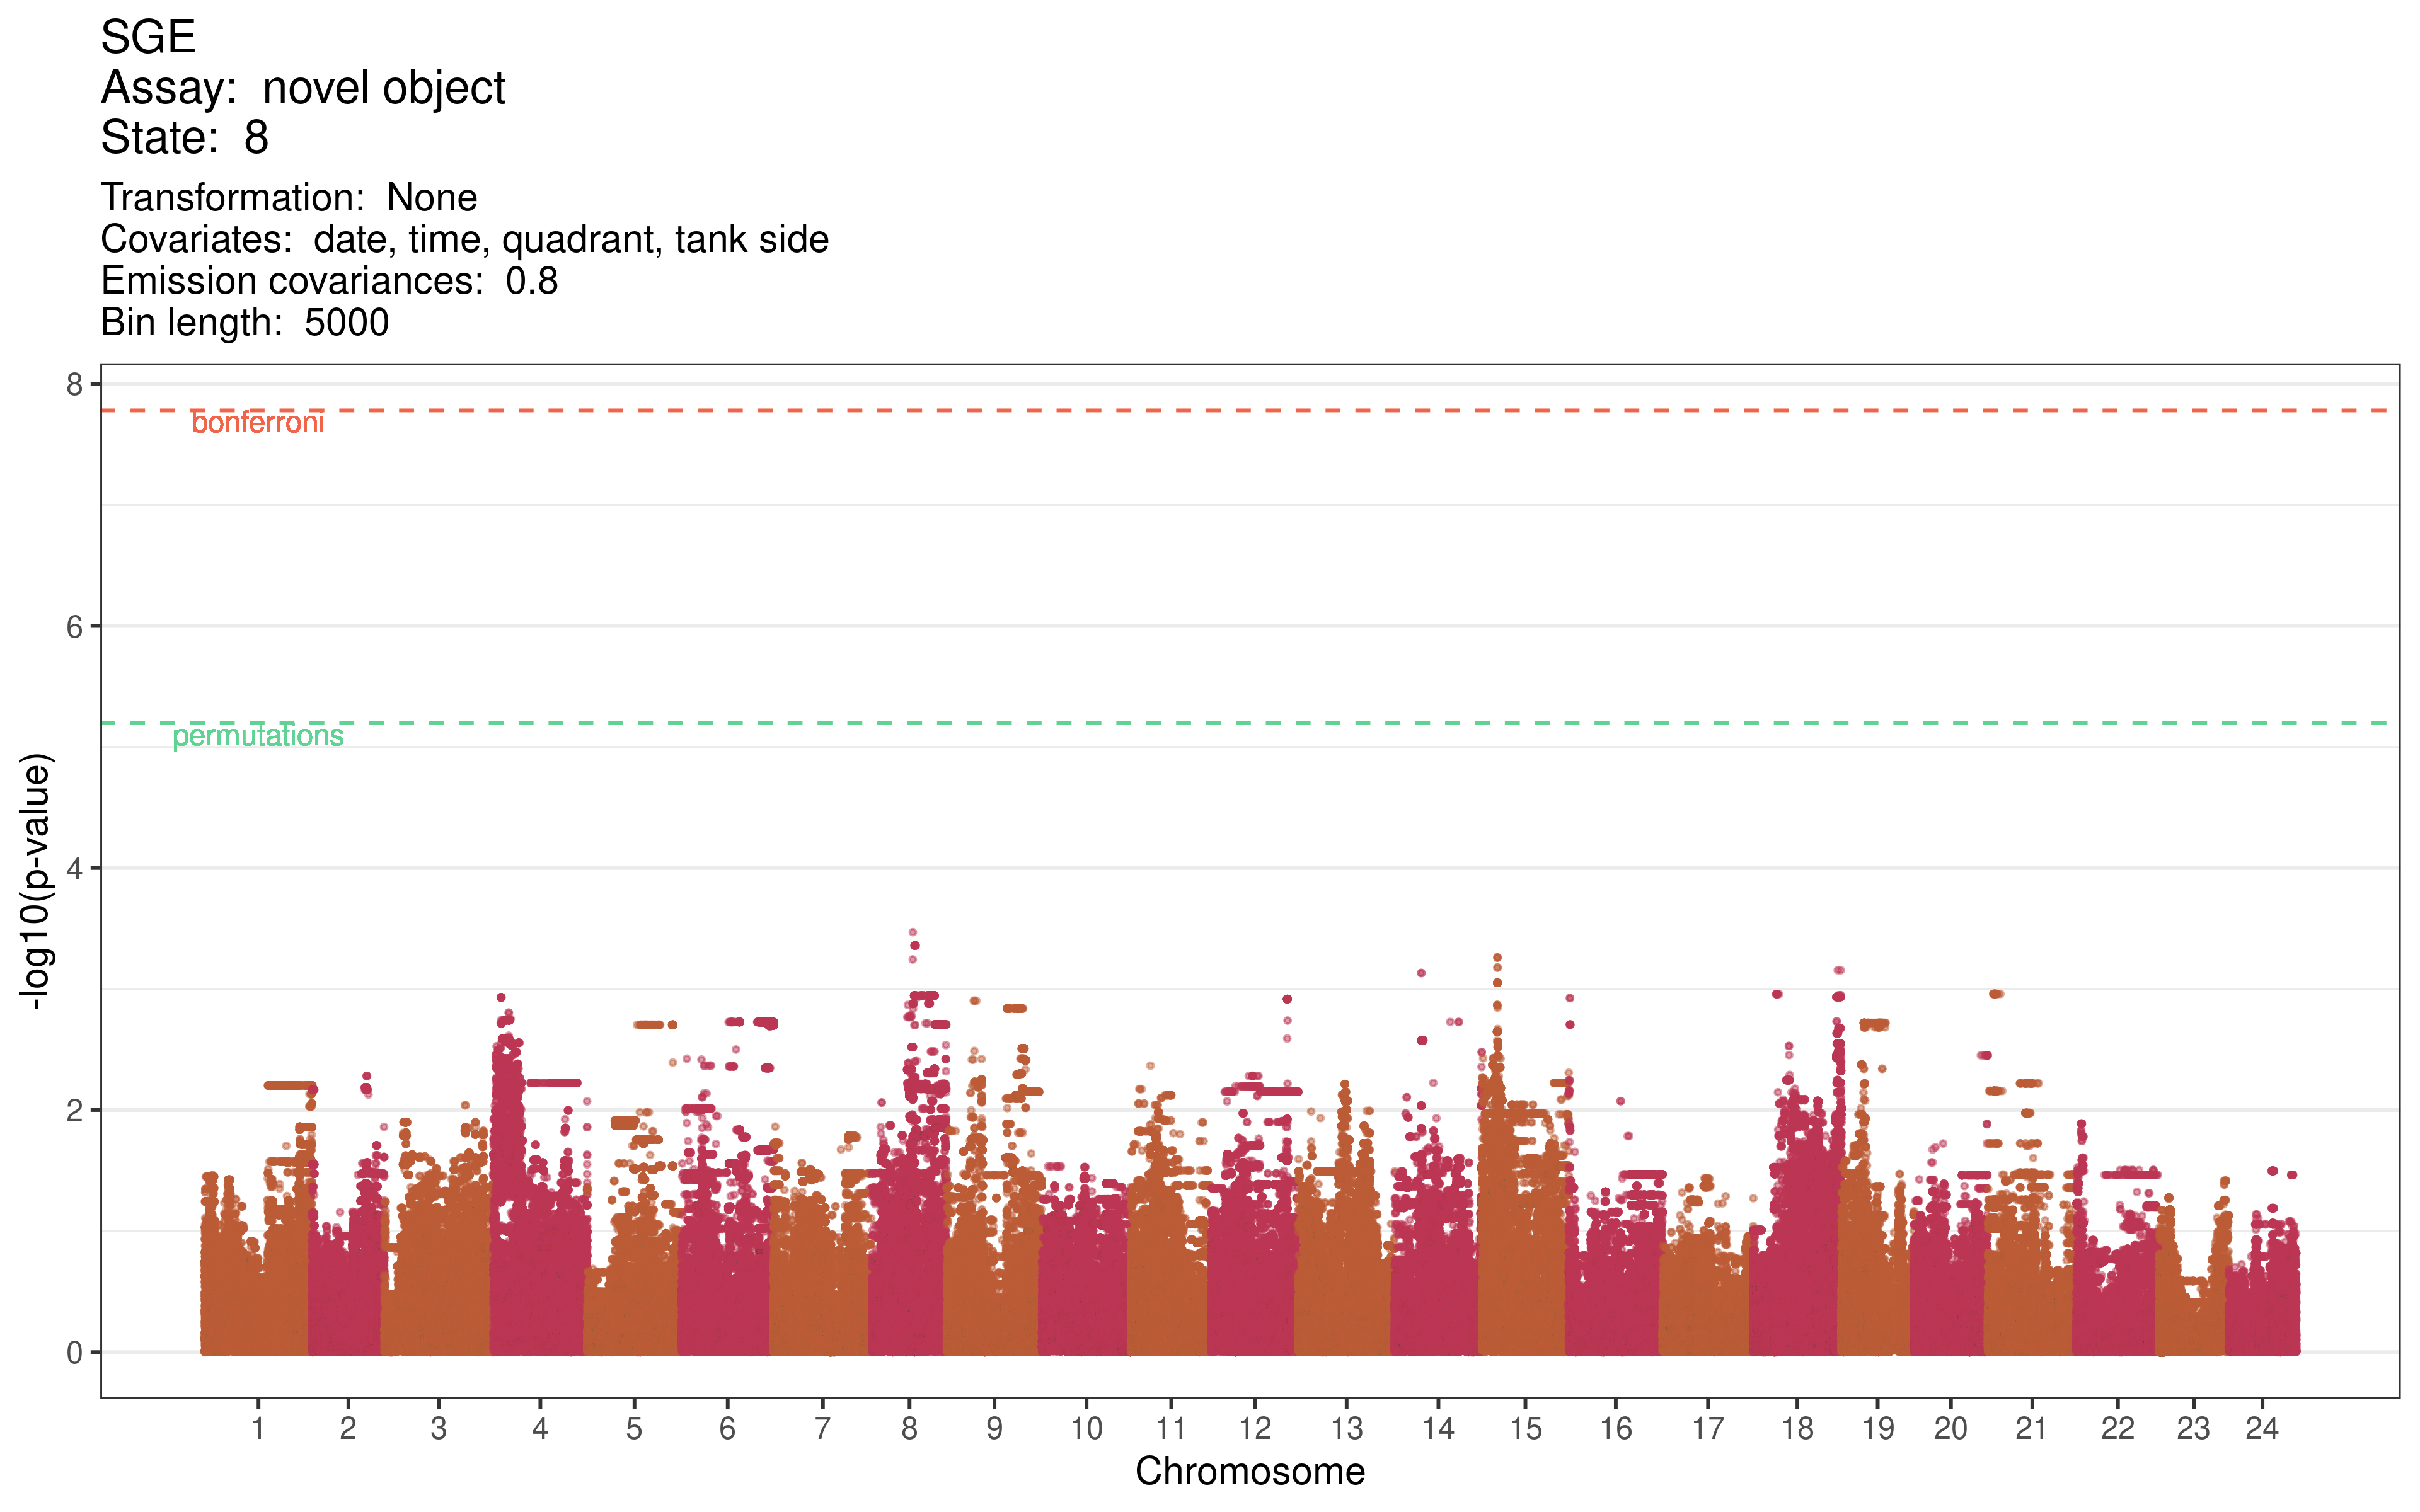 SGE
Assay:  novel object
State:  8
Transformation:  None
Covariates:  date, time, quadrant, tank side
Emission covariances:  0.8
Bin length:  5000
8
bonferroni
6
permutations
4
2
0
-log10(p-value)
1 2 3 4 5 6 7 8 9 10 11 12 13 14 15 16 17 18 19 20 21 22 23 24
Chromosome